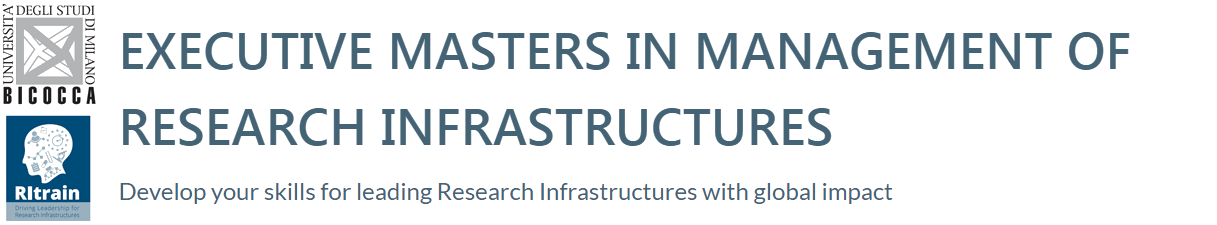 UNIVERSITA'
DEGLI STUDI
DI MILANO
BICOCCA
EXECUTIVE MASTERS IN MANAGEMENT OF
RESEARCH INFRASTRUCTURES
RItrain
Driving Leadership for
Research Infrastructures
Develop your skills for leading Research Infrastructures with global impact